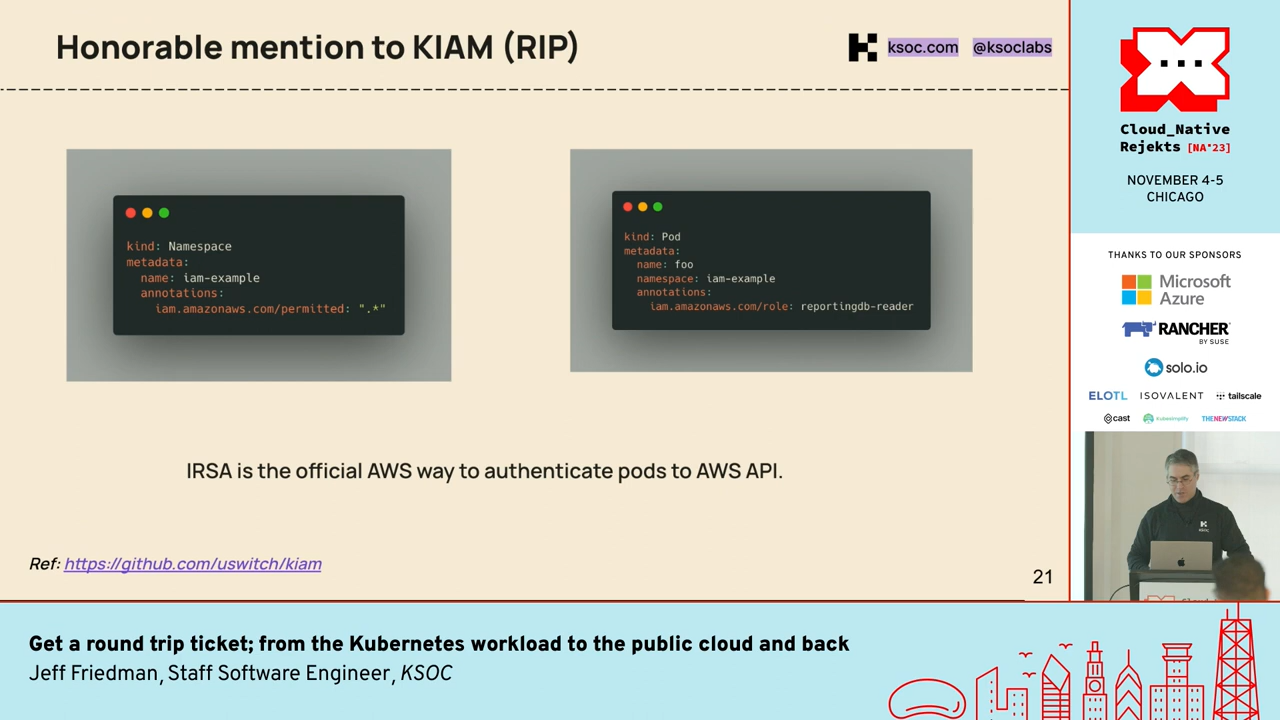 Honorable mention to KIAM (RIP)
ksoc.com @ksoclabs
kind: Namespace
metadata:
name: iam-example
annotations:
iam.amazonaws.com/permitted: ".*"
kind: Pod
metadata:
name: foo
namespace: iam-example
annotations:
iam.amazonaws.com/role: reportingdb-reader
IRSA is the official AWS way to authenticate pods to AWS API.
Ref: https://github.com/uswitch/kiam
21
Cloud_Native
Rejekts [NA'23]
NOVEMBER 4-5
CHICAGO
THANKS TO OUR SPONSORS
Microsoft
Azure
RANCHER
BY SUSE
solo.io
ELOTL ISOVALENT tailscale
cast kubesimplify THENEWSTACK
KSOC
Get a round trip ticket; from the Kubernetes workload to the public cloud and back
Jeff Friedman, Staff Software Engineer, KSOC